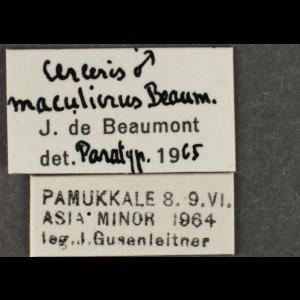 Cerceris ♂
maculicrus Beaum.
J. de Beaumont
det. Paratyp. 1965
PAMUKKALE 8. 9. VI.
ASIA MINOR 1964
leg. J. Gusenleitner